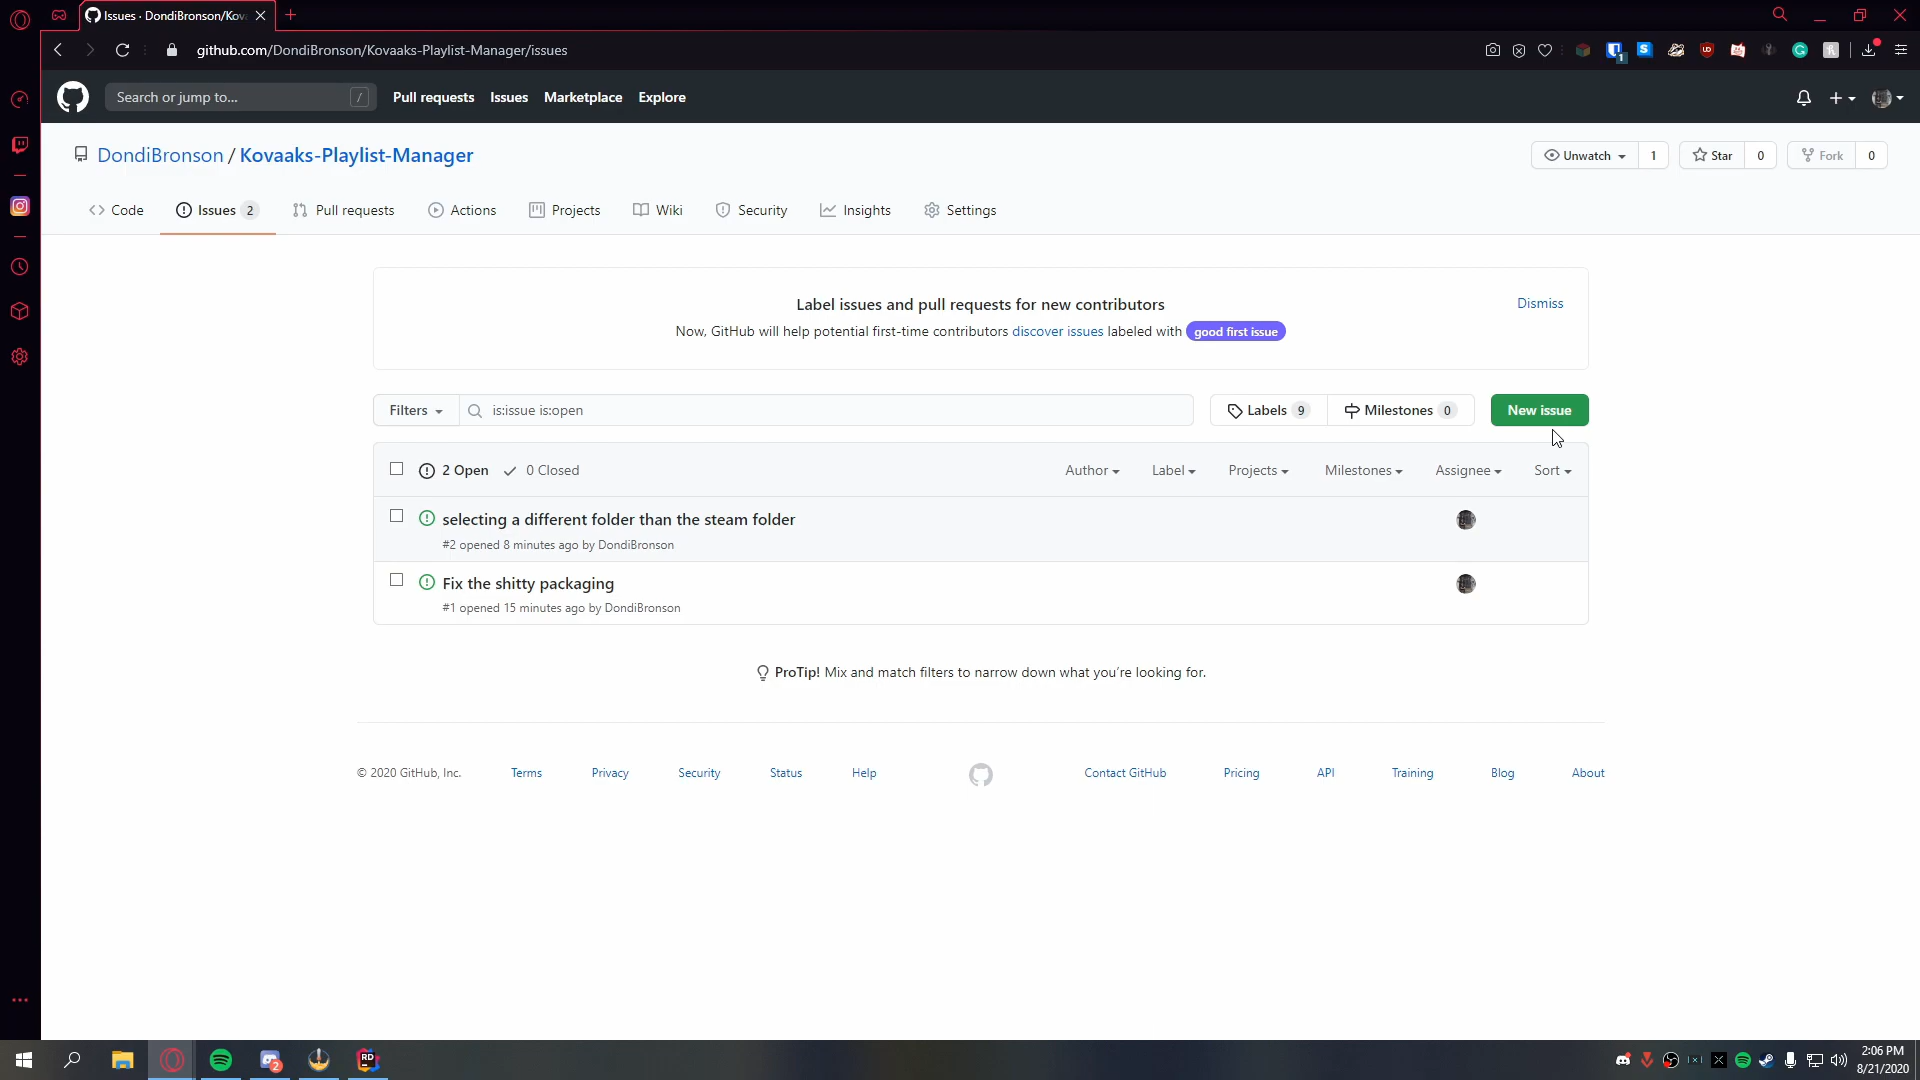 Issues · DondiBronson/Kov
github.com/DondiBronson/Kovaaks-Playlist-Manager/issues
1
Search or jump to...
/
Pull requests
Issues
Marketplace
Explore
DondiBronson / Kovaaks-Playlist-Manager
Unwatch
1
Star
0
Fork
0
Code
Issues 2
Pull requests
Actions
Projects
Wiki
Security
Insights
Settings
Label issues and pull requests for new contributors
Dismiss
Now, GitHub will help potential first-time contributors discover issues labeled with good first issue
Filters
is:issue is:open
Labels 9
Milestones 0
New issue
2 Open
0 Closed
Author
Label
Projects
Milestones
Assignee
Sort
selecting a different folder than the steam folder
#2 opened 8 minutes ago by DondiBronson
Fix the shitty packaging
#1 opened 15 minutes ago by DondiBronson
ProTip! Mix and match filters to narrow down what you’re looking for.
© 2020 GitHub, Inc.
Terms
Privacy
Security
Status
Help
Contact GitHub
Pricing
API
Training
Blog
About
2
RD
2:06 PM
8/21/2020